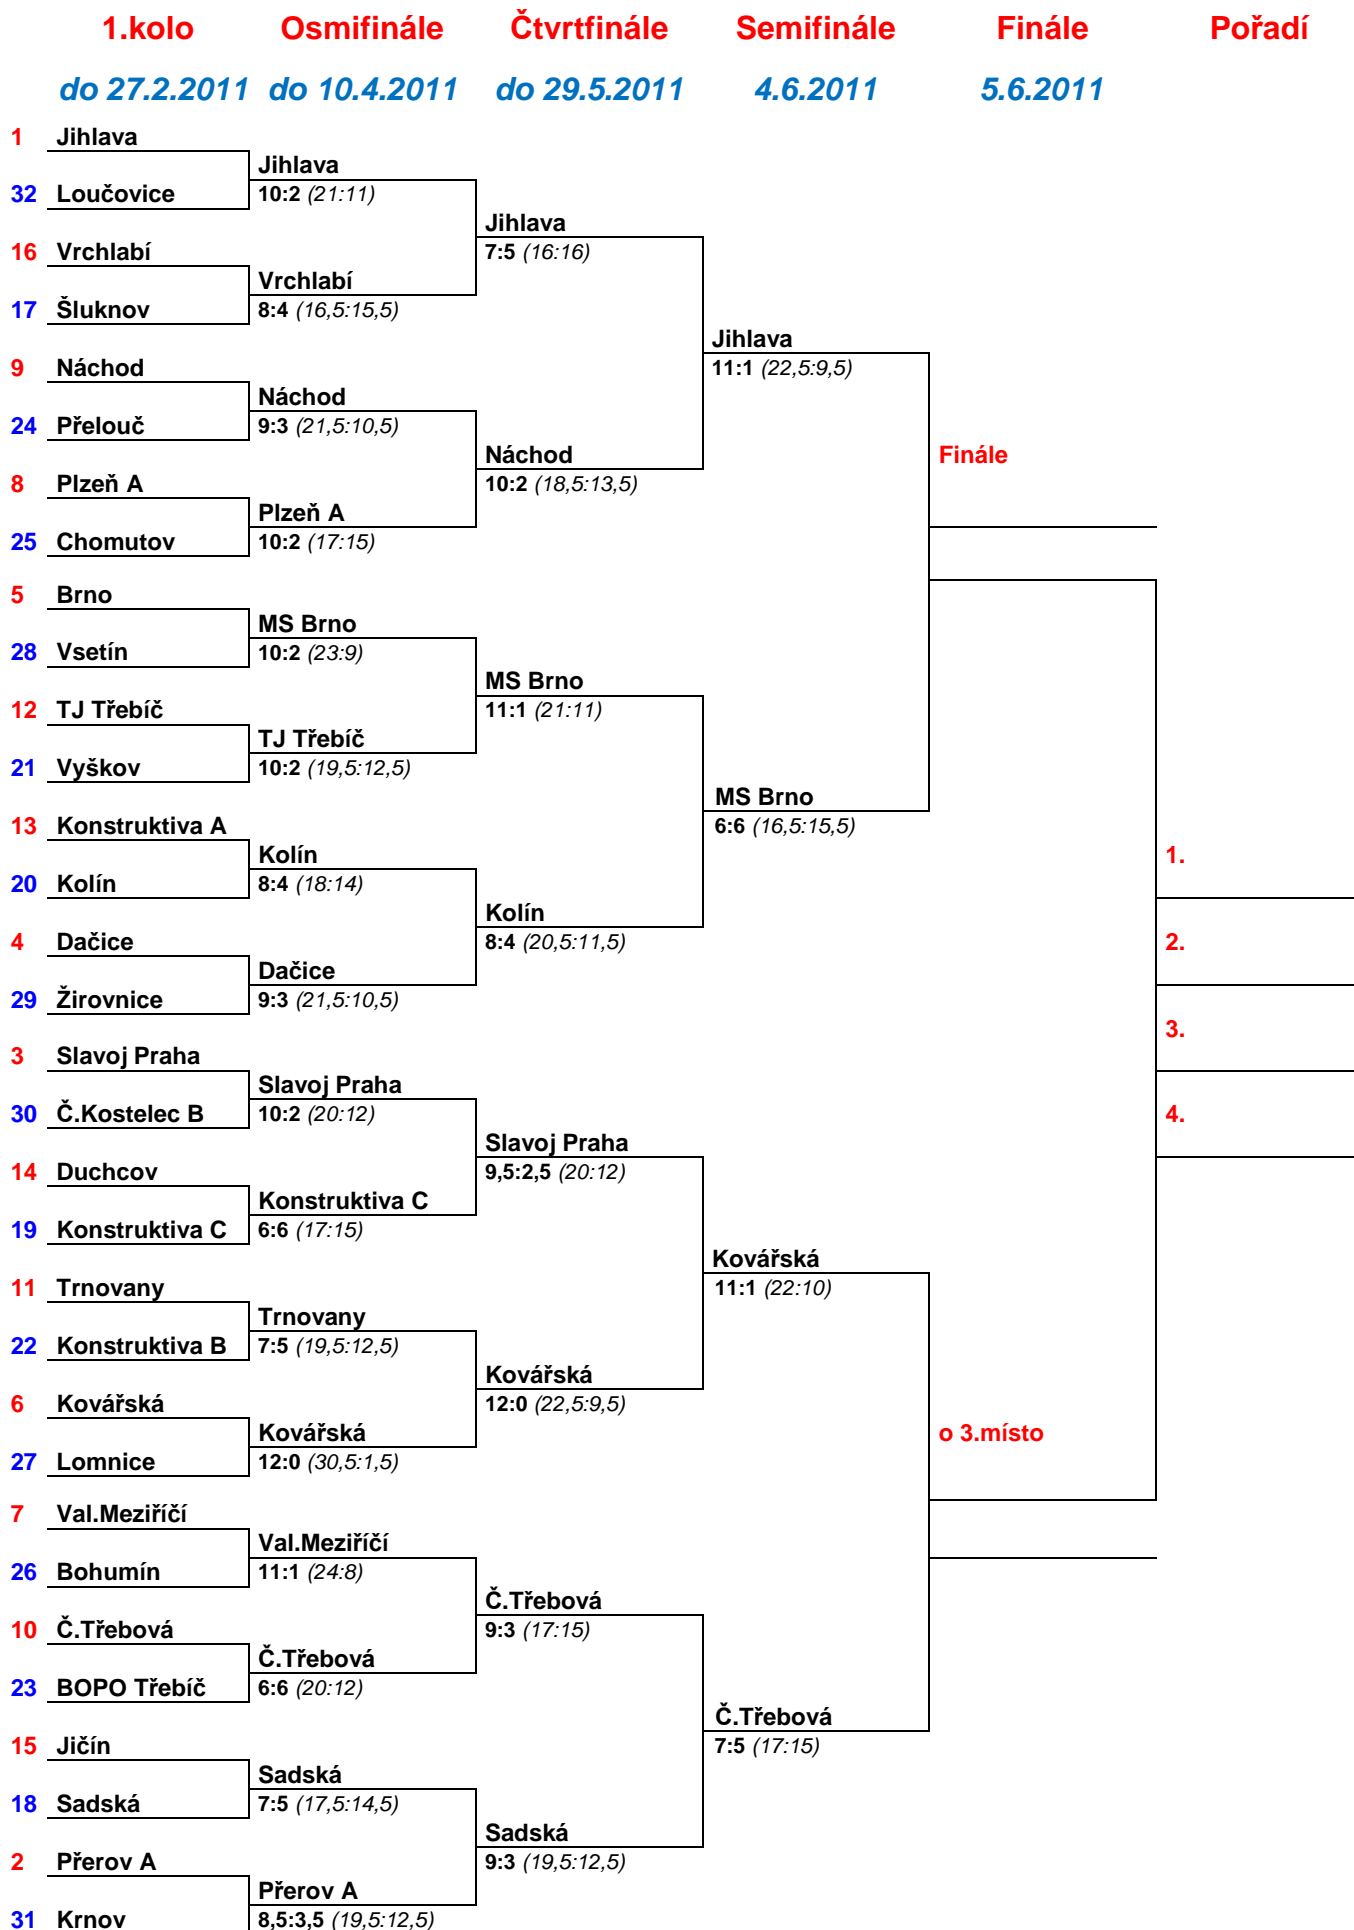 1.kolo Osmifinále Čtvrtfinále Semifinále Finále Pořadí
do 27.2.2011 do 10.4.2011 do 29.5.2011 4.6.2011 5.6.2011
1 Jihlava
Jihlava
32 Loučovice 10:2 (21:11)
Jihlava
16 Vrchlabí 7:5 (16:16)
Vrchlabí
17 Šluknov 8:4 (16,5:15,5)
Jihlava
9 Náchod 11:1 (22,5:9,5)
Náchod
24 Přelouč 9:3 (21,5:10,5)
Náchod Finále
8 Plzeň A 10:2 (18,5:13,5)
Plzeň A
25 Chomutov 10:2 (17:15)
5 Brno
MS Brno
28 Vsetín 10:2 (23:9)
MS Brno
12 TJ Třebíč 11:1 (21:11)
TJ Třebíč
21 Vyškov 10:2 (19,5:12,5)
MS Brno
13 Konstruktiva A 6:6 (16,5:15,5)
Kolín 1.
20 Kolín 8:4 (18:14)
Kolín
4 Dačice 8:4 (20,5:11,5) 2.
Dačice
29 Žirovnice 9:3 (21,5:10,5)
3.
3 Slavoj Praha
Slavoj Praha
30 Č.Kostelec B 10:2 (20:12) 4.
Slavoj Praha
14 Duchcov 9,5:2,5 (20:12)
Konstruktiva C
19 Konstruktiva C 6:6 (17:15)
Kovářská
11 Trnovany 11:1 (22:10)
Trnovany
22 Konstruktiva B 7:5 (19,5:12,5)
Kovářská
6 Kovářská 12:0 (22,5:9,5)
Kovářská o 3.místo
27 Lomnice 12:0 (30,5:1,5)
7 Val.Meziříčí
Val.Meziříčí
26 Bohumín 11:1 (24:8)
Č.Třebová
10 Č.Třebová 9:3 (17:15)
Č.Třebová
23 BOPO Třebíč 6:6 (20:12)
Č.Třebová
15 Jičín 7:5 (17:15)
Sadská
18 Sadská 7:5 (17,5:14,5)
Sadská
2 Přerov A 9:3 (19,5:12,5)
Přerov A
31 Krnov 8,5:3,5 (19,5:12,5)